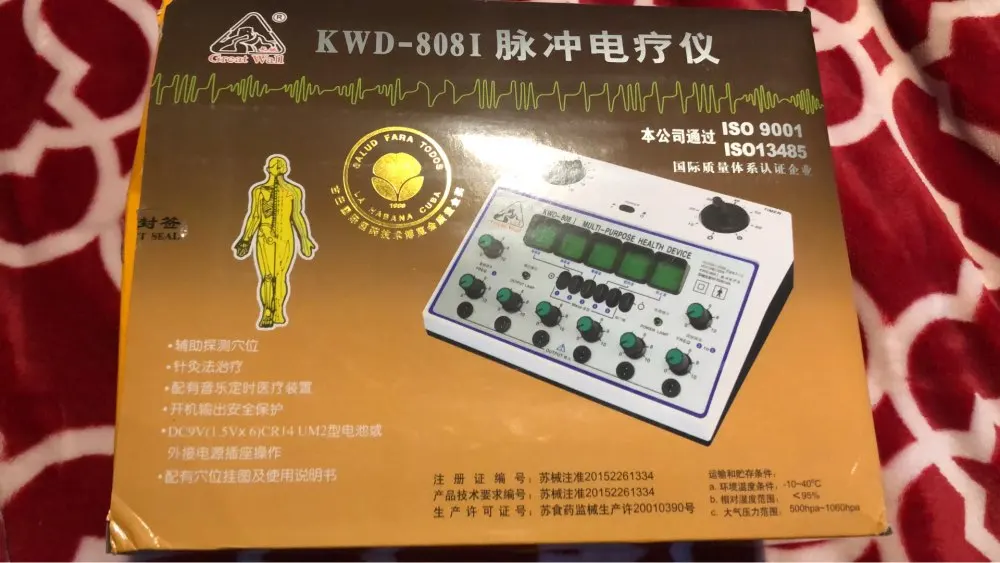 ®
Great Wall
KWD-808I 脉冲电疗仪
本公司通过 ISO 9001
ISO13485
国际质量体系认证企业
SALUD PARA TODOS
LA HABANA CUBA
封签
SEAL
TIMER
KWD-808 I MULTI-PURPOSE HEALTH DEVICE
OUTPUT LAMP
POWER LAMP
OUTPUT
•辅助探测穴位
•针灸法治疗
•配有音乐定时医疗装置
•开机输出安全保护
•DC9V(1.5V×6)CR14 UM2型电池或
外接电源插座操作
•配有穴位挂图及使用说明书
注册证编号：苏械注准20152261334
产品技术要求编号：苏械注准20152261334
生产许可证号：苏食药监械生产许20010390号
运输和贮存条件：
a. 环境温度条件：-10~40℃
b. 相对湿度范围：<95%
c. 大气压力范围：500hpa~1060hpa